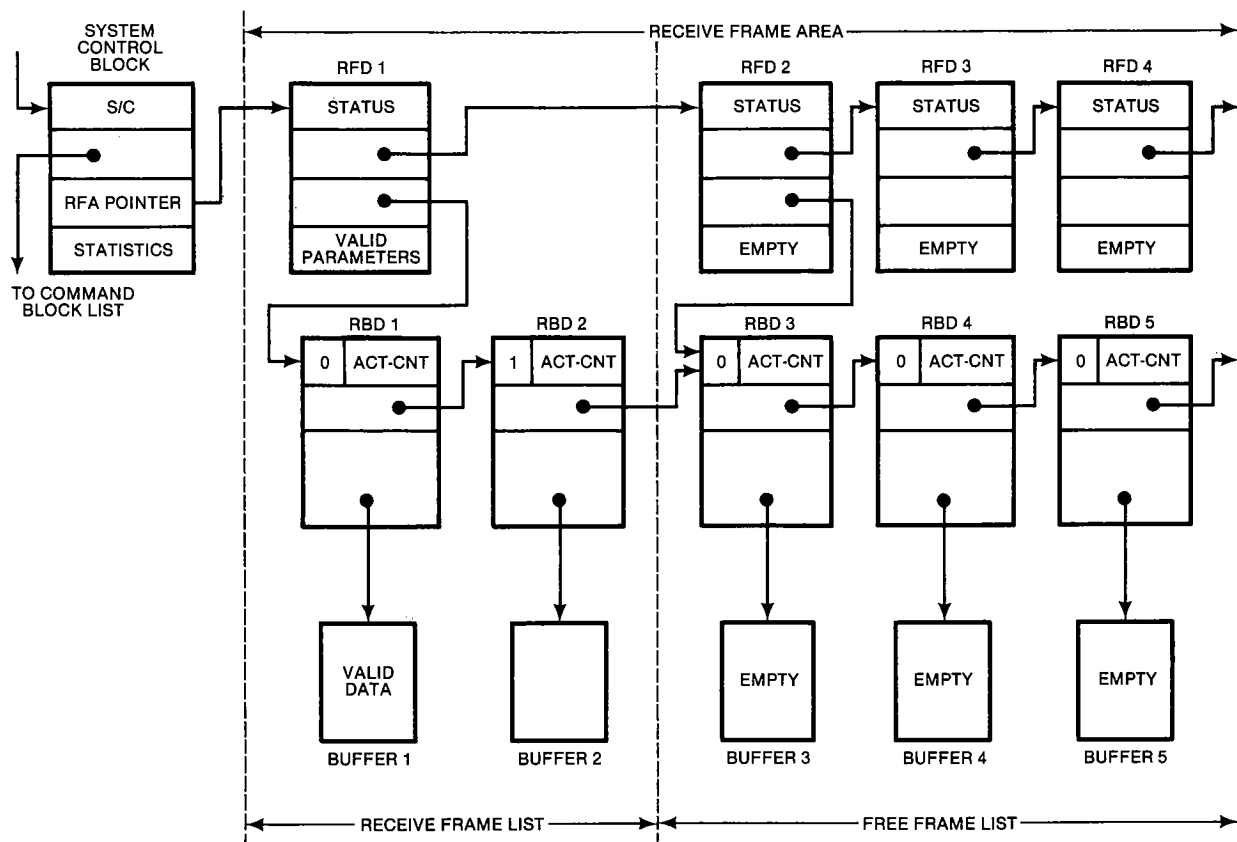 SYSTEM
CONTROL
BLOCK
RECEIVE FRAME AREA
RFD 1
RFD 2
RFD 3
RFD 4
S/C
STATUS
STATUS
STATUS
STATUS
RFA POINTER
STATISTICS
VALID
PARAMETERS
EMPTY
EMPTY
EMPTY
TO COMMAND
BLOCK LIST
RBD 1
RBD 2
RBD 3
RBD 4
RBD 5
0 ACT-CNT
1 ACT-CNT
0 ACT-CNT
0 ACT-CNT
0 ACT-CNT
VALID
DATA
EMPTY
EMPTY
EMPTY
BUFFER 1
BUFFER 2
BUFFER 3
BUFFER 4
BUFFER 5
RECEIVE FRAME LIST
FREE FRAME LIST